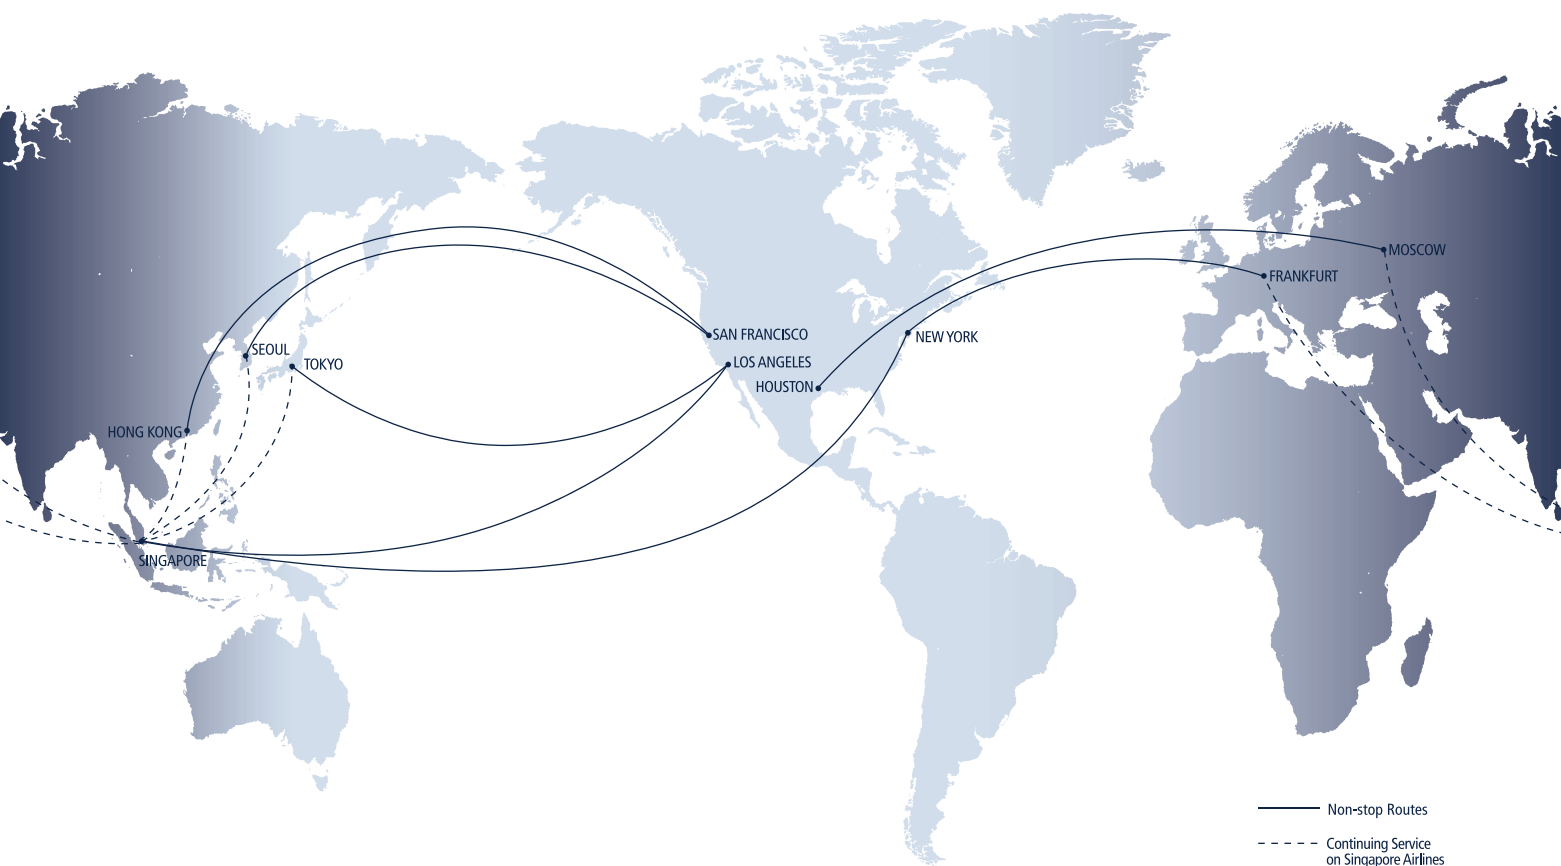 MOSCOW
FRANKFURT
SAN FRANCISCO
NEW YORK
SEOUL
TOKYO
LOS ANGELES
HOUSTON
HONG KONG
SINGAPORE
Non-stop Routes
Continuing Service
on Singapore Airlines